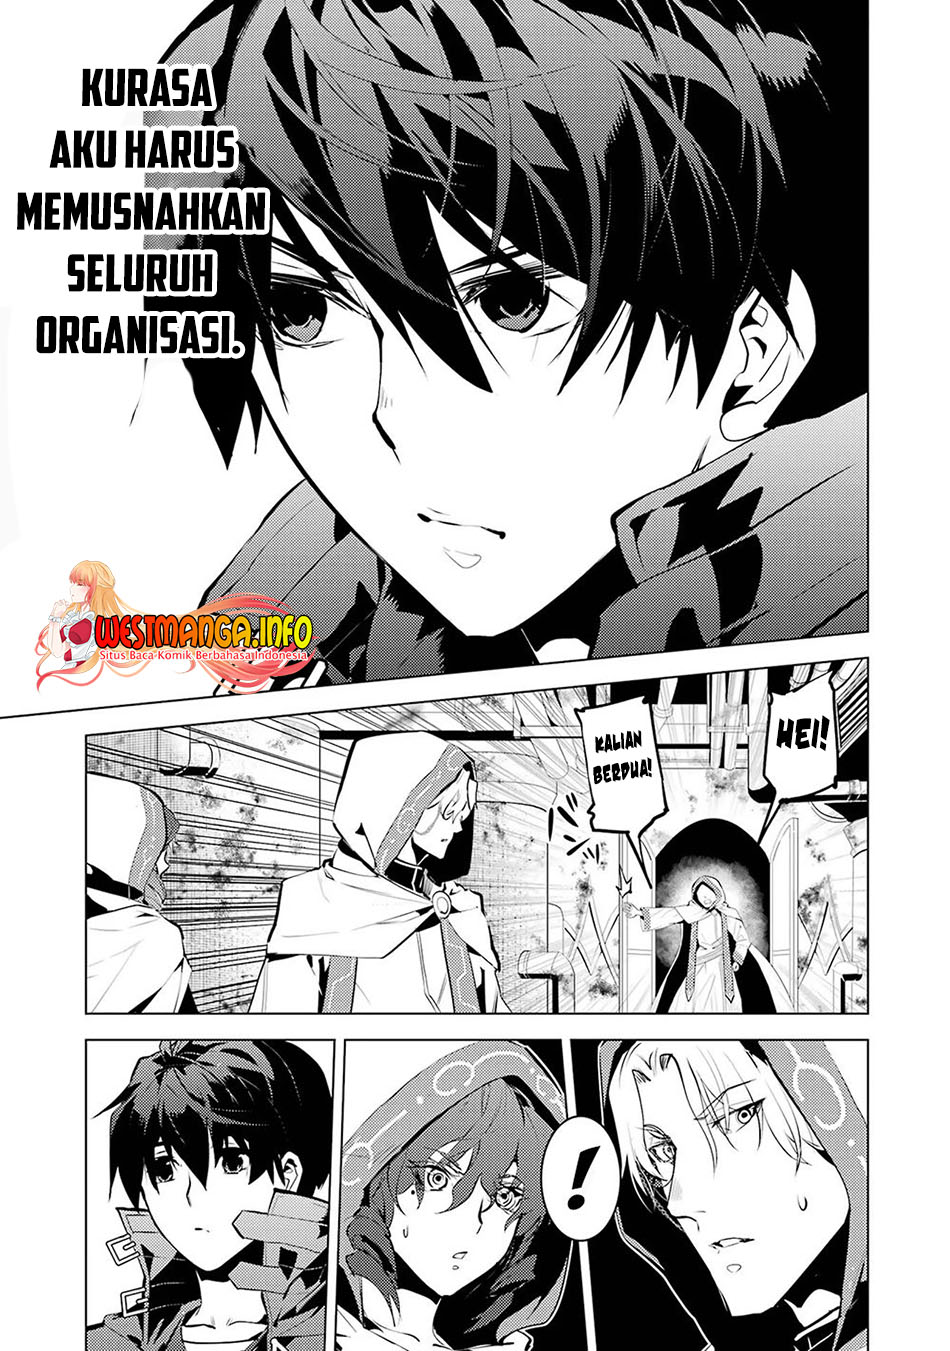 KURASA
AKU HARUS
MEMUSNAHKAN
SELURUH
ORGANISASI.
WESTMANGA.INFO
Situs Baca Komik Berbahasa Indonesia
HEI!
KALIAN
BERDUA!
!